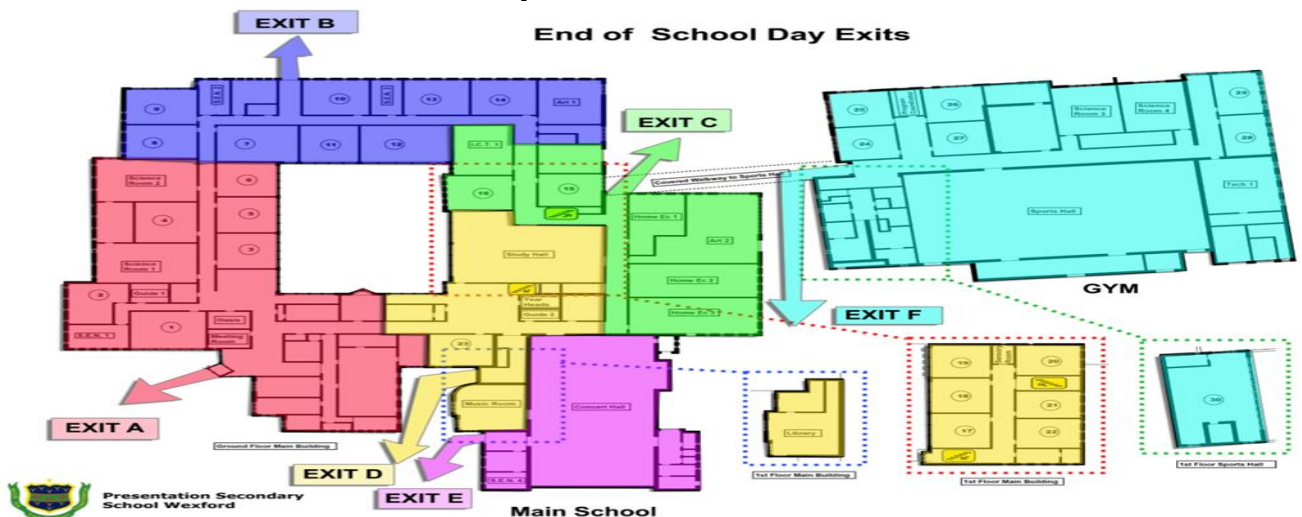 EXIT B
End of School Day Exits
9
10
13
14
Art 1
8
7
11
12
I.C.T. 1
EXIT C
25
26
Science Room 3
Science Room 4
29
24
27
28
Covered Walkway to Sports Hall
Science Room 2
6
16
15
Tech 1
4
5
Home Ec 1
Art 2
Sports Hall
3
Science Room 1
Study Hall
Home Ec 2
2
Guide 1
Year Heads
Guide 2
GYM
S.E.N. 1
1
Oasis
Meeting Room
Home Ec 3
EXIT F
23
19
20
18
21
17
22
30
Music Room
Concert Hall
Library
EXIT A
Ground Floor Main Building
EXIT D
EXIT E
S.E.N. 4
1st Floor Main Building
1st Floor Main Building
1st Floor Sports Hall
Presentation Secondary
School Wexford
Main School